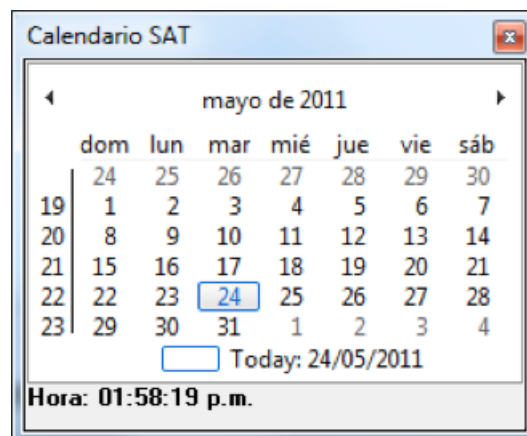 Calendario SAT
mayo de 2011
dom lun mar mié jue vie sáb
24 25 26 27 28 29 30
19 1 2 3 4 5 6 7
20 8 9 10 11 12 13 14
21 15 16 17 18 19 20 21
22 22 23 24 25 26 27 28
23 29 30 31 1 2 3 4
Today: 24/05/2011
Hora: 01:58:19 p.m.